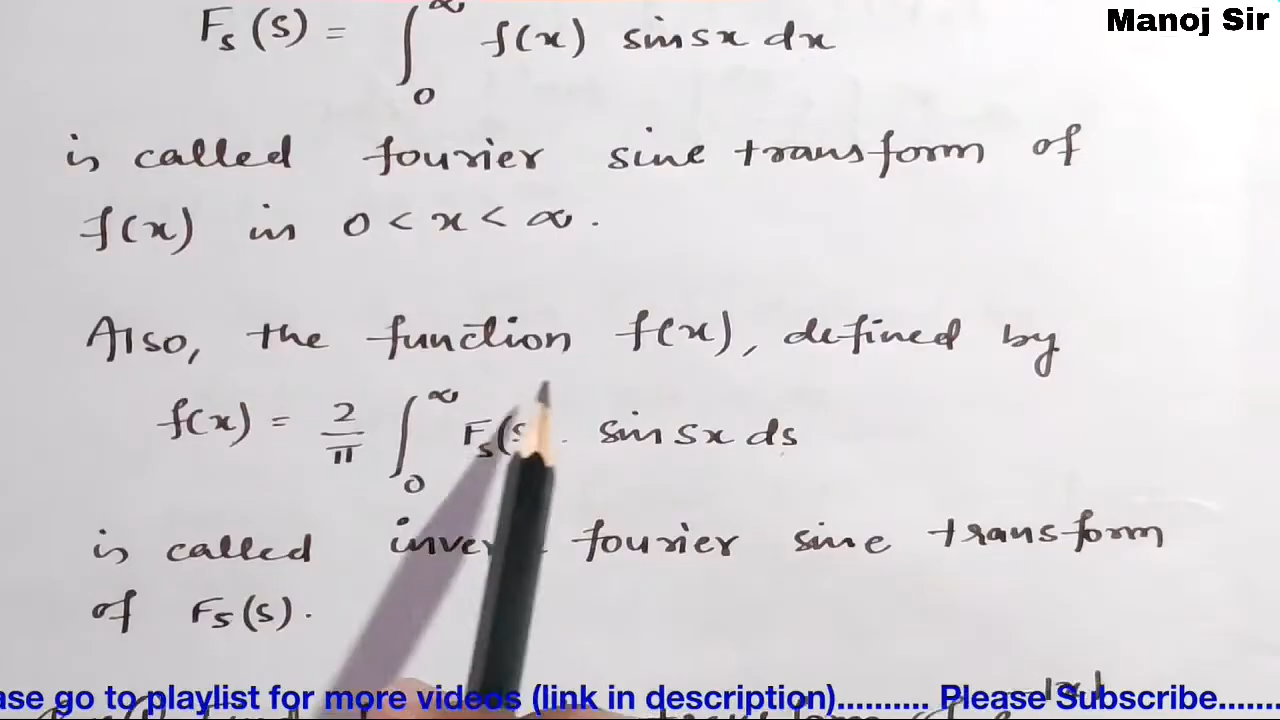 Manoj Sir
Fs(s) = ∫₀^∞ f(x) sin sx dx
is called fourier sine transform of
f(x) in 0 < x < ∞.
Also, the function f(x), defined by
f(x) = 2/π ∫₀^∞ Fs(s). sin sx ds
is called fourier sine transform
of Fs(s).
ase go to playlist for more videos (link in description).......... Please Subscribe.......